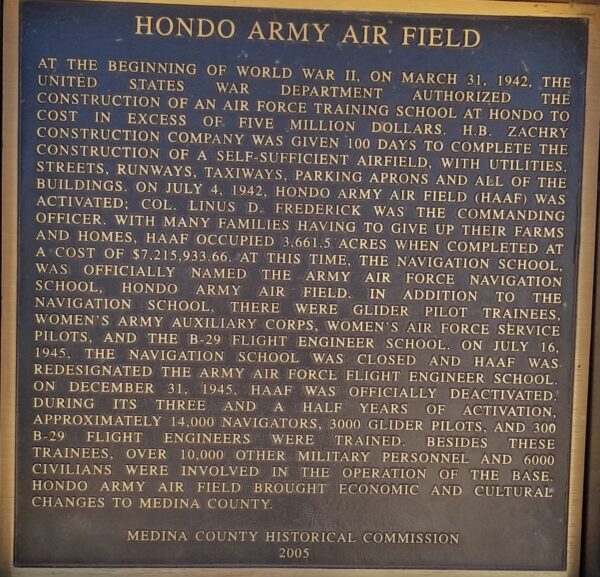 HONDO ARMY AIR FIELD
AT THE BEGINNING OF WORLD WAR II, ON MARCH 31, 1942, THE
UNITED STATES WAR DEPARTMENT AUTHORIZED THE
CONSTRUCTION OF AN AIR FORCE TRAINING SCHOOL AT HONDO TO
COST IN EXCESS OF FIVE MILLION DOLLARS. H.B. ZACHRY
CONSTRUCTION COMPANY WAS GIVEN 100 DAYS TO COMPLETE THE
CONSTRUCTION OF A SELF-SUFFICIENT AIRFIELD, WITH UTILITIES,
STREETS, RUNWAYS, TAXIWAYS, PARKING APRONS AND ALL OF THE
BUILDINGS. ON JULY 4, 1942, HONDO ARMY AIR FIELD (HAAF) WAS
ACTIVATED; COL. LINUS D. FREDERICK WAS THE COMMANDING
OFFICER. WITH MANY FAMILIES HAVING TO GIVE UP THEIR FARMS
AND HOMES, HAAF OCCUPIED 3,661.5 ACRES WHEN COMPLETED AT
A COST OF $7,215,933.66. AT THIS TIME, THE NAVIGATION SCHOOL,
WAS OFFICIALLY NAMED THE ARMY AIR FORCE NAVIGATION
SCHOOL, HONDO ARMY AIR FIELD. IN ADDITION TO THE
NAVIGATION SCHOOL, THERE WERE GLIDER PILOT TRAINEES,
WOMEN'S ARMY AUXILIARY CORPS, WOMEN'S AIR FORCE SERVICE
PILOTS, AND THE B-29 FLIGHT ENGINEER SCHOOL. ON JULY 16,
1945, THE NAVIGATION SCHOOL WAS CLOSED AND HAAF WAS
REDESIGNATED THE ARMY AIR FORCE FLIGHT ENGINEER SCHOOL.
ON DECEMBER 31, 1945, HAAF WAS OFFICIALLY DEACTIVATED.
DURING ITS THREE AND A HALF YEARS OF ACTIVATION,
APPROXIMATELY 14,000 NAVIGATORS, 3000 GLIDER PILOTS, AND 300
B-29 FLIGHT ENGINEERS WERE TRAINED. BESIDES THESE
TRAINEES, OVER 10,000 OTHER MILITARY PERSONNEL AND 6000
CIVILIANS WERE INVOLVED IN THE OPERATION OF THE BASE.
HONDO ARMY AIR FIELD BROUGHT ECONOMIC AND CULTURAL
CHANGES TO MEDINA COUNTY.
MEDINA COUNTY HISTORICAL COMMISSION
2005